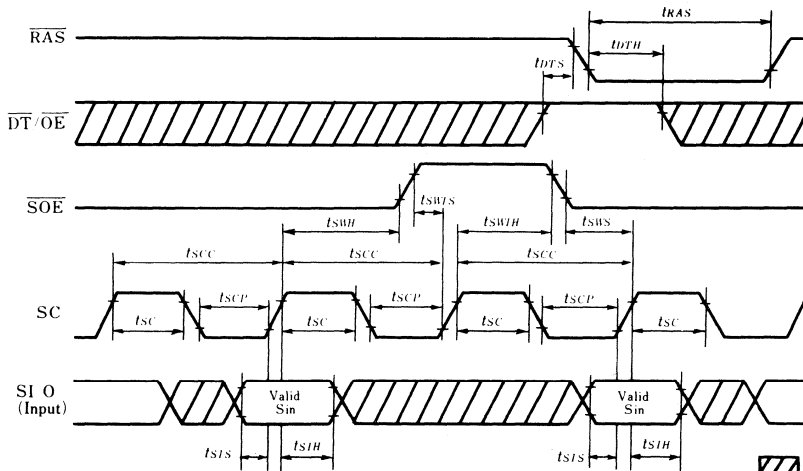 tRAS
RAS
tDTH
tDTS
DT/OE
SOE
tSWH tSWIS tSWIH tSWS
tSCC tSCC tSCC
SC
tSC tSCP tSC tSCP tSC tSCP tSC
SI O
(Input)
Valid
Sin
Valid
Sin
tSIS tSIH tSIS tSIH